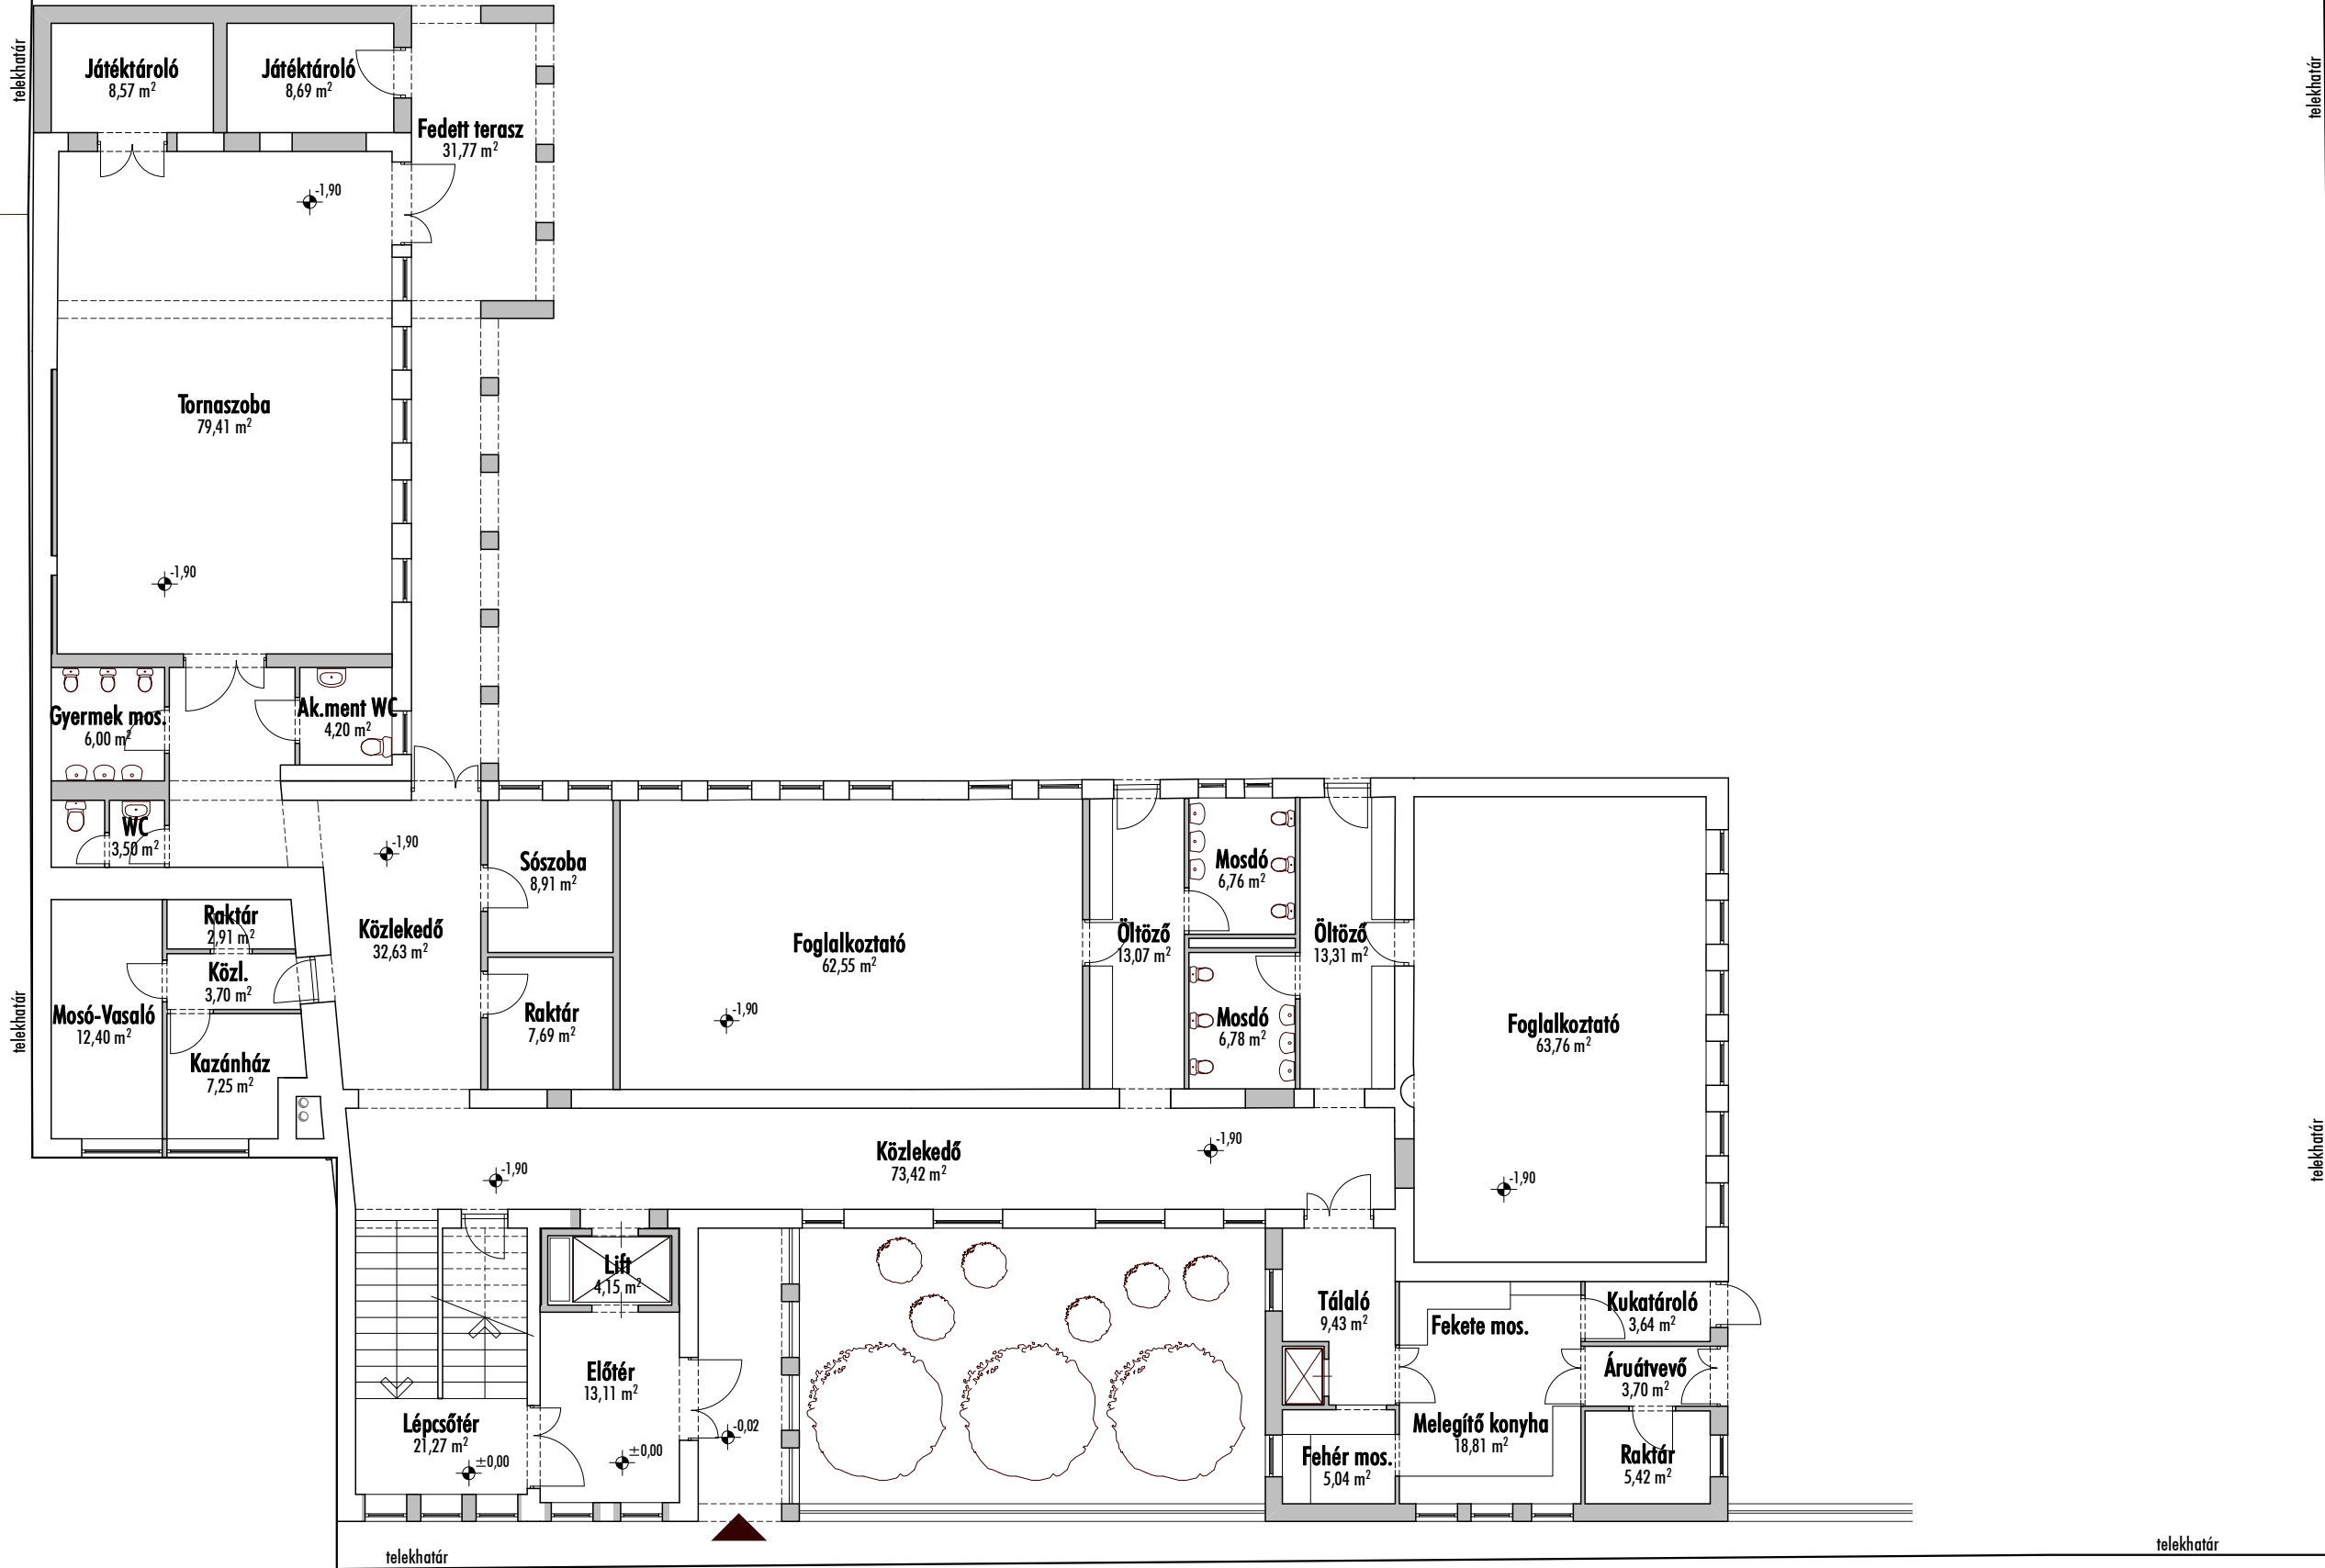 telekhatár
telekhatár
Játéktároló
8,57 m²
Játéktároló
8,69 m²
Fedett terasz
31,77 m²
-1,90
Tornaszoba
79,41 m²
-1,90
Gyermek mos.
6,00 m²
Ak.ment WC
4,20 m²
WC
3,50 m²
-1,90
Sószoba
8,91 m²
Mosdó
6,76 m²
Raktár
2,91 m²
Közlekedő
32,63 m²
Foglalkoztató
62,55 m²
Öltöző
13,07 m²
Öltöző
13,31 m²
Közl.
3,70 m²
telekhatár
Mosó-Vasaló
12,40 m²
Raktár
7,69 m²
-1,90
Mosdó
6,78 m²
Foglalkoztató
63,76 m²
Kazánház
7,25 m²
telekhatár
Közlekedő
73,42 m²
-1,90
-1,90
-1,90
Lift
4,15 m²
Tálaló
9,43 m²
Fekete mos.
Kukatároló
3,64 m²
Előtér
13,11 m²
Áruátvevő
3,70 m²
Lépcsőtér
21,27 m²
±0,00
±0,00
-0,02
Melegítő konyha
18,81 m²
Fehér mos.
5,04 m²
Raktár
5,42 m²
telekhatár
telekhatár